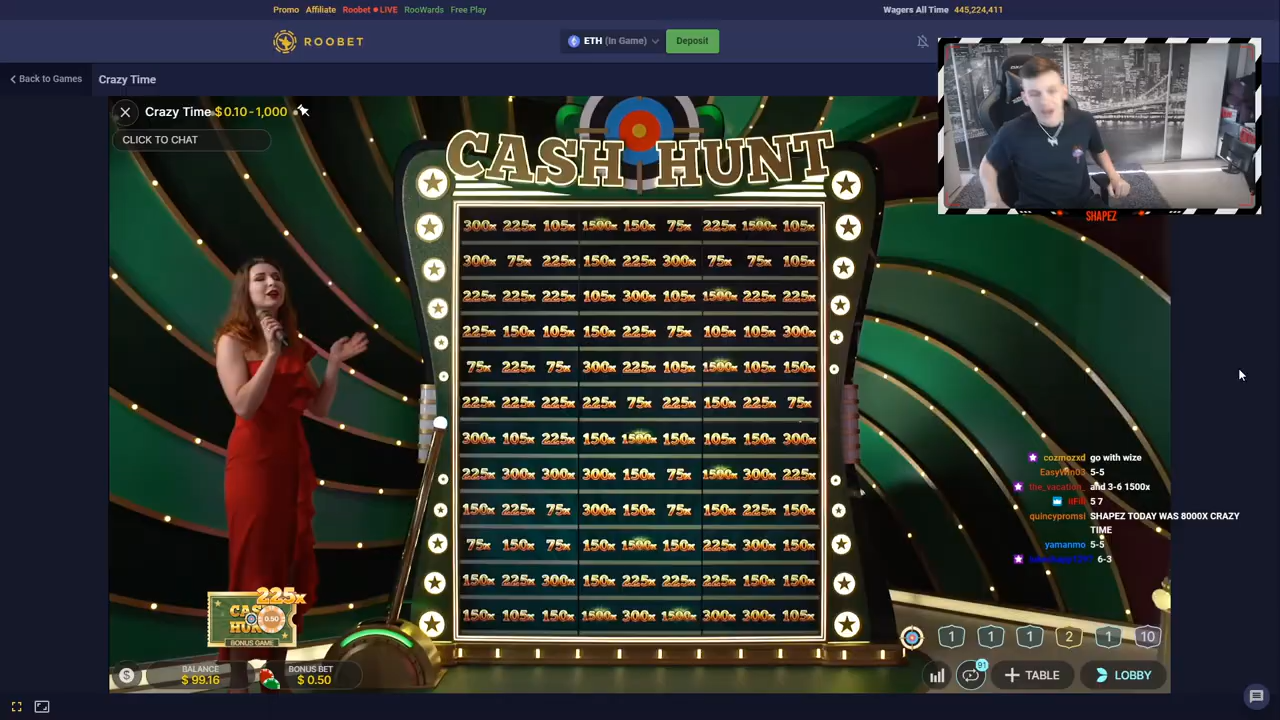 Promo Affiliate Roobet LIVE RooWards Free Play Wagers All Time 445,224,411
ROOBET ETH (In Game) Deposit
Back to Games Crazy Time
Crazy Time $0.10-1,000
CLICK TO CHAT
CASH HUNT
SHAPEZ
300x 225x 105x 1500x 150x 75x 225x 1500x 105x
300x 75x 225x 150x 225x 300x 75x 75x 105x
225x 225x 225x 105x 300x 105x 1500x 225x 225x
225x 150x 105x 150x 225x 75x 105x 105x 300x
75x 225x 75x 300x 225x 105x 1500x 105x 150x
225x 225x 225x 225x 75x 225x 150x 225x 75x
300x 105x 225x 150x 1500x 150x 105x 150x 300x
225x 300x 300x 300x 150x 75x 1500x 300x 225x
150x 225x 75x 300x 150x 75x 150x 225x 150x
75x 150x 75x 150x 1500x 150x 225x 300x 150x
150x 225x 300x 150x 225x 225x 225x 150x 150x
150x 105x 150x 1500x 300x 1500x 300x 300x 105x
cozmozxd go with wize
EasyWin03 5-5
the_vacation_ and 3-6 1500x
5 7
quincypromsl SHAPEZ TODAY WAS 8000X CRAZY
TIME
yamanmo 5-5
6-3
225x
CASH
HUNT
0.50
BONUS GAME
1 1 1 2 1 10
BALANCE
$ 99.16
BONUS BET
$ 0.50
91
TABLE
LOBBY